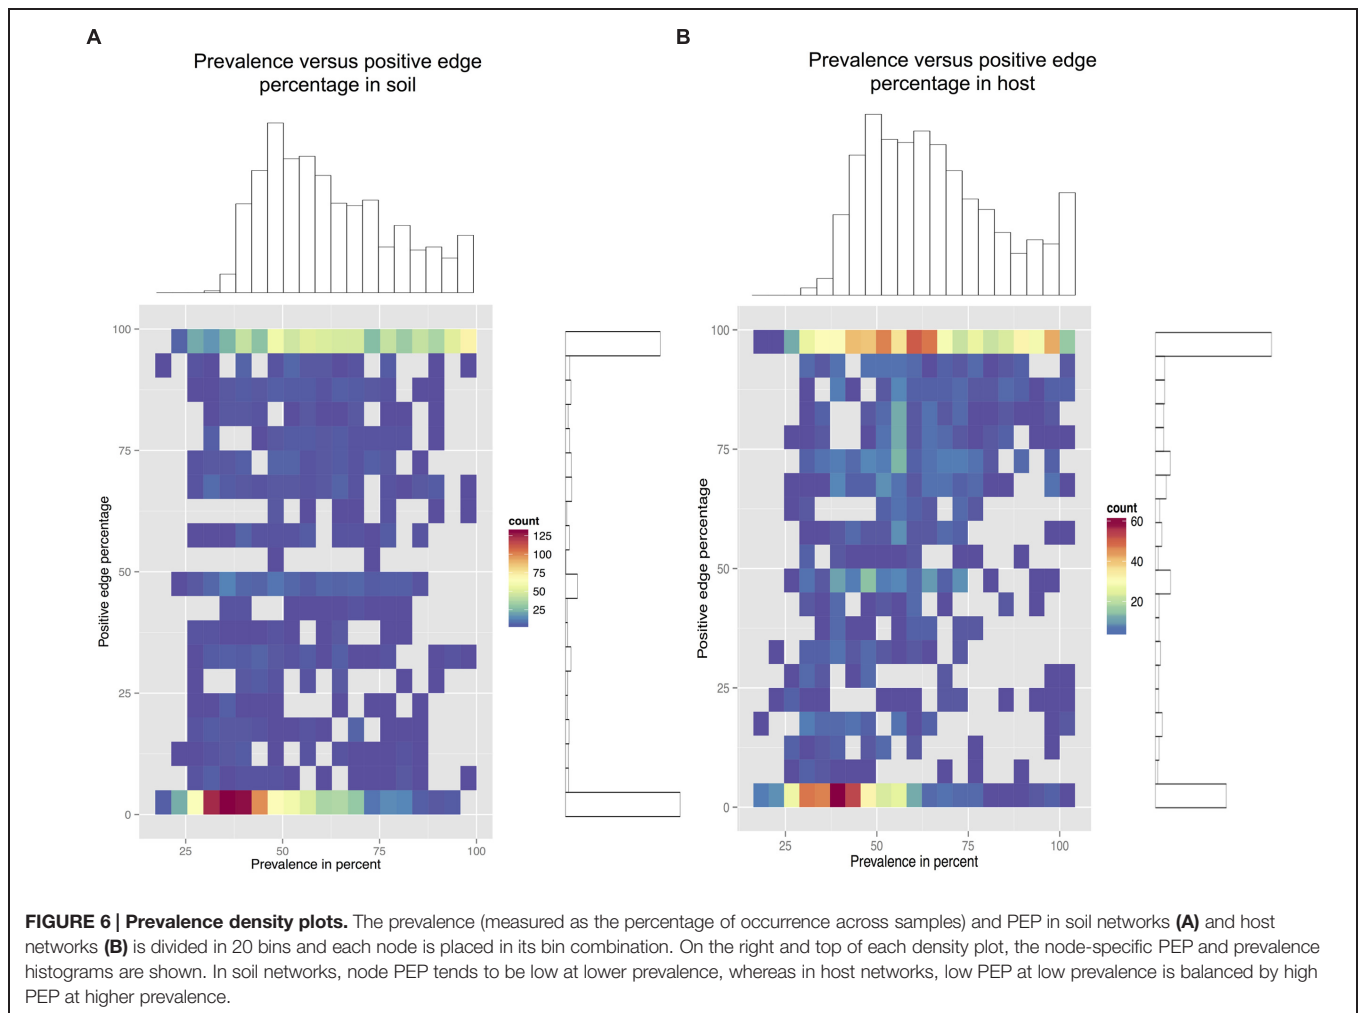 A
Prevalence versus positive edge
percentage in soil
100
75
50
25
0
Positive edge percentage
25
50
75
100
Prevalence in percent
count
125
100
75
50
25
B
Prevalence versus positive edge
percentage in host
100
75
50
25
0
Positive edge percentage
25
50
75
100
Prevalence in percent
count
60
40
20
FIGURE 6 | Prevalence density plots. The prevalence (measured as the percentage of occurrence across samples) and PEP in soil networks (A) and host
networks (B) is divided in 20 bins and each node is placed in its bin combination. On the right and top of each density plot, the node-specific PEP and prevalence
histograms are shown. In soil networks, node PEP tends to be low at lower prevalence, whereas in host networks, low PEP at low prevalence is balanced by high
PEP at higher prevalence.